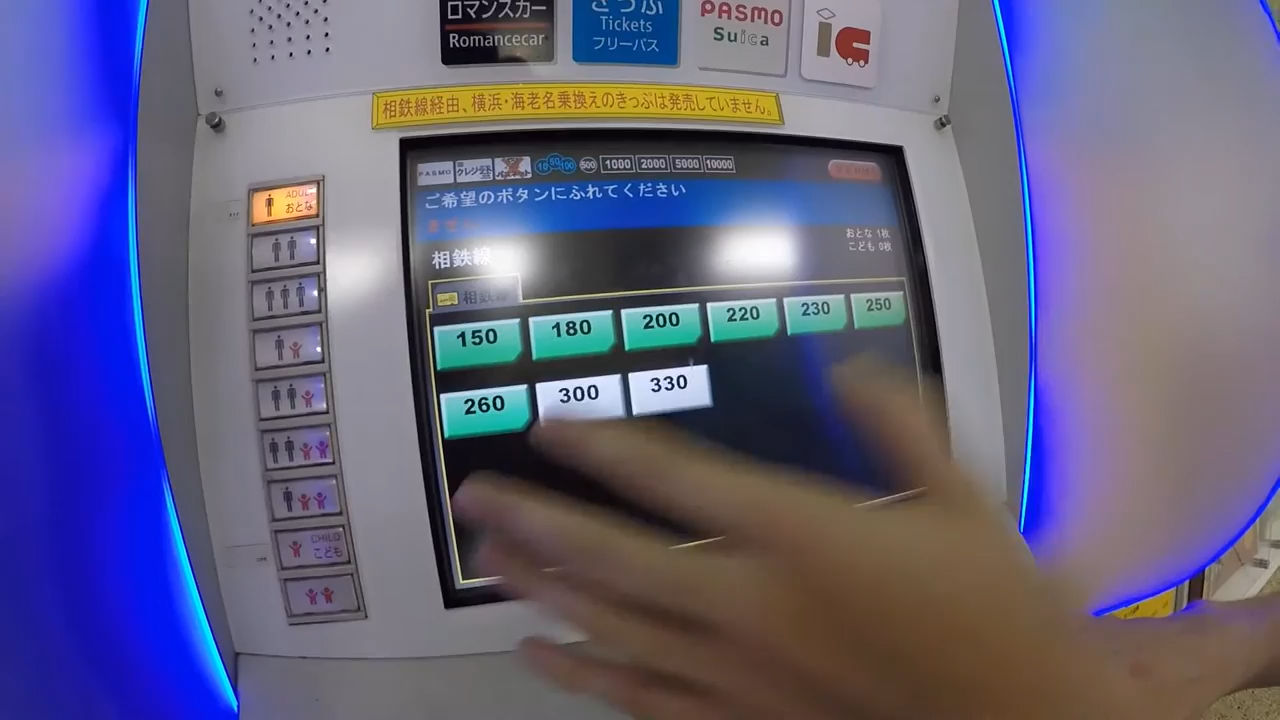 ロマンスカー
Romancecar
きっぷ
Tickets
フリーパス
PASMO
Suica
iC
相鉄線経由、横浜・海老名乗換えのきっぷは発売していません。
PASMO
10 50 100 500 1000 2000 5000 10000
ご希望のボタンにふれてください
おとな 1枚
こども 0枚
相鉄線
相鉄線
150 180 200 220 230 250
260 300 330
ADULT
おとな
CHILD
こども